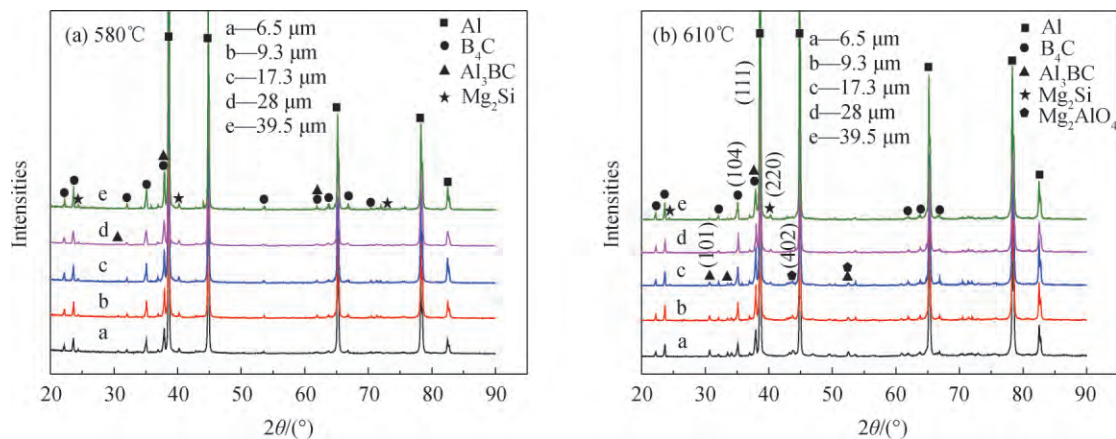 (a) 580℃
a—6.5 μm
b—9.3 μm
c—17.3 μm
d—28 μm
e—39.5 μm
■ Al
● B₄C
▲ Al₃BC
★ Mg₂Si
e
d
c
b
a
Intensities
20 30 40 50 60 70 80 90
2θ/(°)
(b) 610℃
a—6.5 μm
b—9.3 μm
c—17.3 μm
d—28 μm
e—39.5 μm
■ Al
● B₄C
▲ Al₃BC
★ Mg₂Si
⬟ Mg₂AlO₄
(111)
(104)
(220)
(101)
(402)
e
d
c
b
a
Intensities
20 30 40 50 60 70 80 90
2θ/(°)